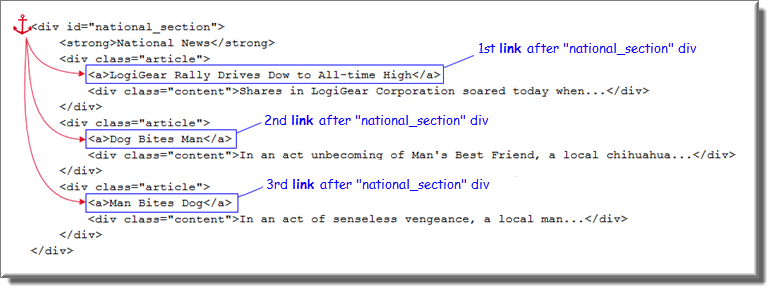 <div id="national_section">
<strong>National News</strong>
<div class="article">
1st link after "national_section" div
<a>LogiGear Rally Drives Dow to All-time High</a>
<div class="content">Shares in LogiGear Corporation soared today when...</div>
</div>
<div class="article">
2nd link after "national_section" div
<a>Dog Bites Man</a>
<div class="content">In an act unbecoming of Man's Best Friend, a local chihuahua...</div>
</div>
<div class="article">
3rd link after "national_section" div
<a>Man Bites Dog</a>
<div class="content">In an act of senseless vengeance, a local man...</div>
</div>
</div>